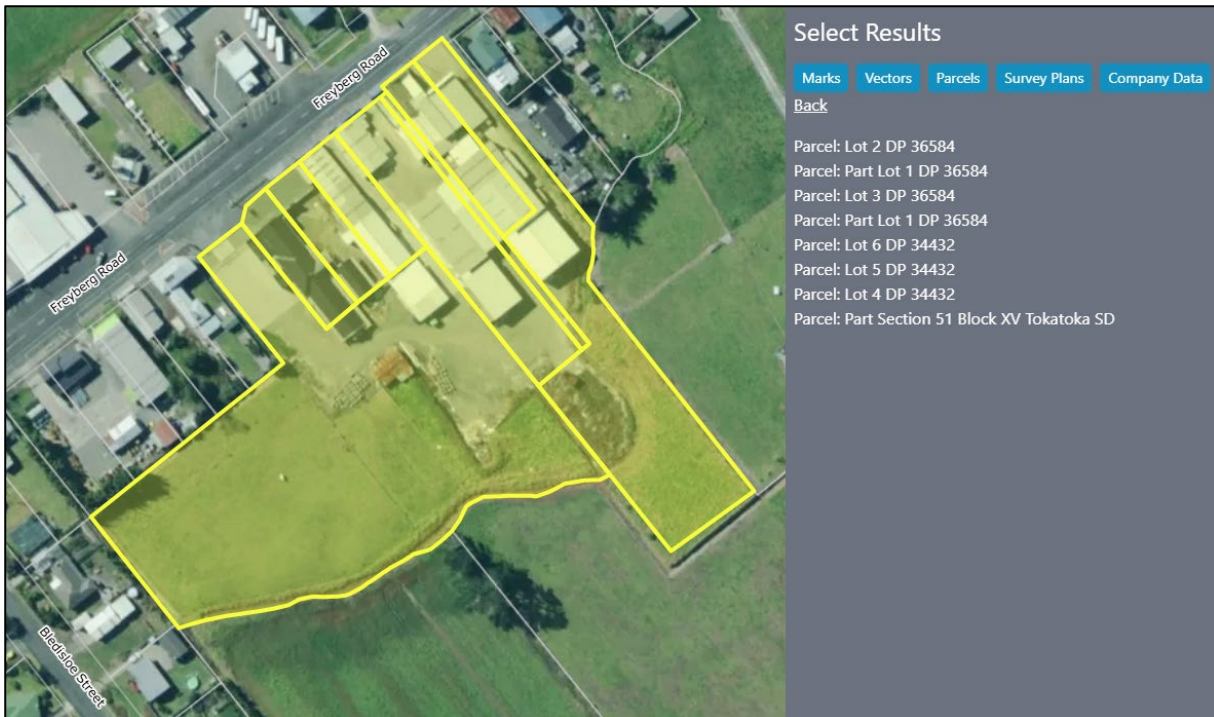 Freyberg Road
Freyberg Road
Bledisloe Street
Select Results
Marks Vectors Parcels Survey Plans Company Data
Back
Parcel: Lot 2 DP 36584
Parcel: Part Lot 1 DP 36584
Parcel: Lot 3 DP 36584
Parcel: Part Lot 1 DP 36584
Parcel: Lot 6 DP 34432
Parcel: Lot 5 DP 34432
Parcel: Lot 4 DP 34432
Parcel: Part Section 51 Block XV Tokatoka SD